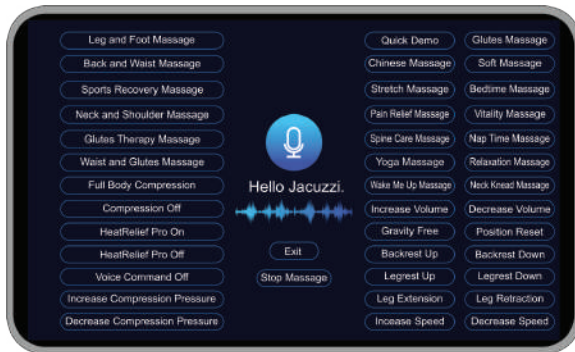 Leg and Foot Massage
Back and Waist Massage
Sports Recovery Massage
Neck and Shoulder Massage
Glutes Therapy Massage
Waist and Glutes Massage
Full Body Compression
Compression Off
HeatRelief Pro On
HeatRelief Pro Off
Voice Command Off
Increase Compression Pressure
Decrease Compression Pressure
Hello Jacuzzi.
Exit
Stop Massage
Quick Demo Glutes Massage
Chinese Massage Soft Massage
Stretch Massage Bedtime Massage
Pain Relief Massage Vitality Massage
Spine Care Massage Nap Time Massage
Yoga Massage Relaxation Massage
Wake Me Up Massage Neck Knead Massage
Increase Volume Decrease Volume
Gravity Free Position Reset
Backrest Up Backrest Down
Legrest Up Legrest Down
Leg Extension Leg Retraction
Incease Speed Decrease Speed